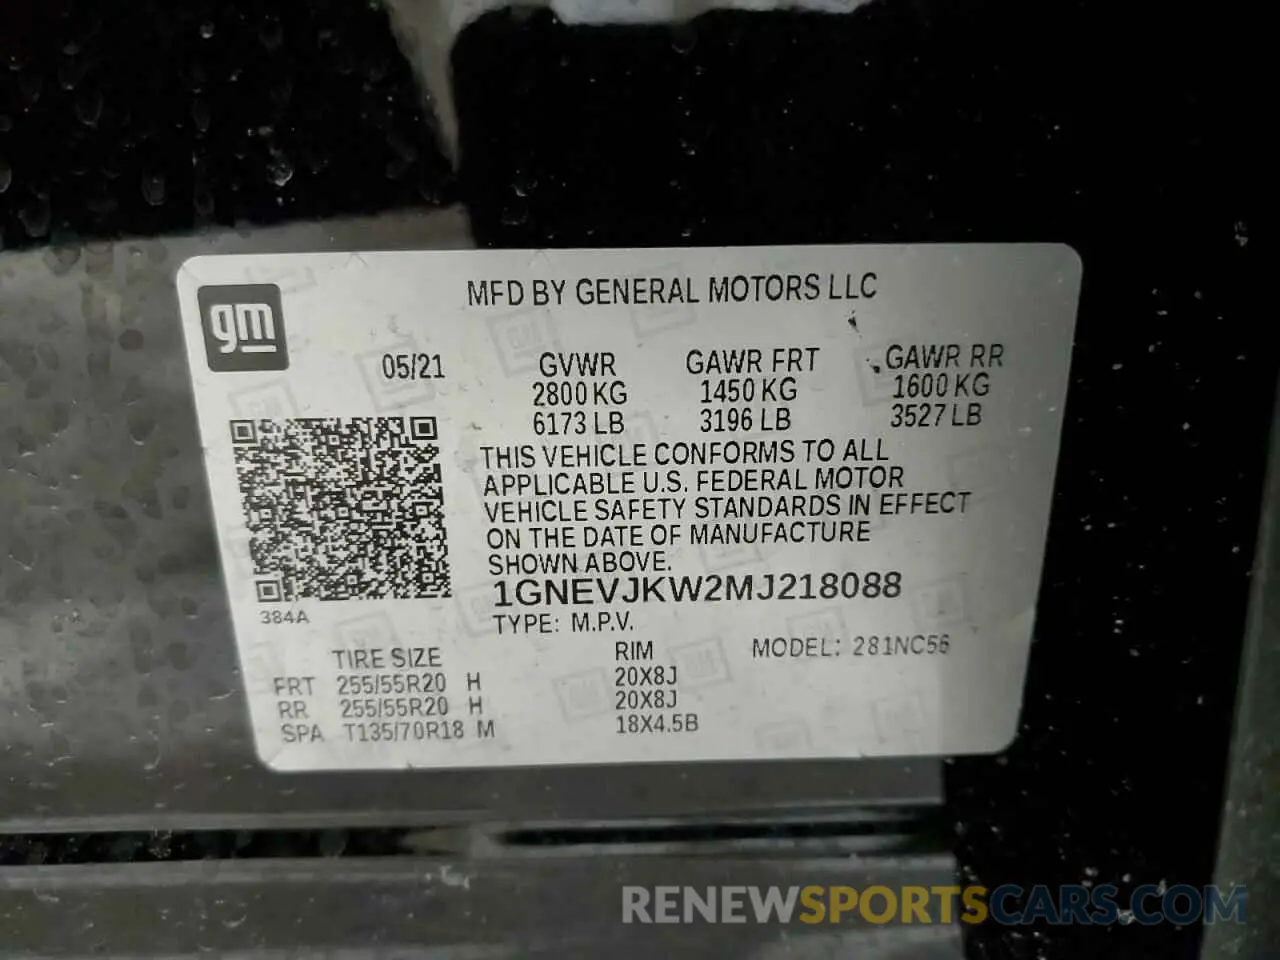 MFD BY GENERAL MOTORS LLC
gm
05/21 GVWR GAWR FRT GAWR RR
2800 KG 1450 KG 1600 KG
6173 LB 3196 LB 3527 LB
THIS VEHICLE CONFORMS TO ALL
APPLICABLE U.S. FEDERAL MOTOR
VEHICLE SAFETY STANDARDS IN EFFECT
ON THE DATE OF MANUFACTURE
SHOWN ABOVE.
1GNEVJKW2MJ218088
384A
TYPE: M.P.V.
TIRE SIZE RIM MODEL: 281NC56
FRT 255/55R20 H 20X8J
RR 255/55R20 H 20X8J
SPA T135/70R18 M 18X4.5B
RENEWSPORTSCARS.COM